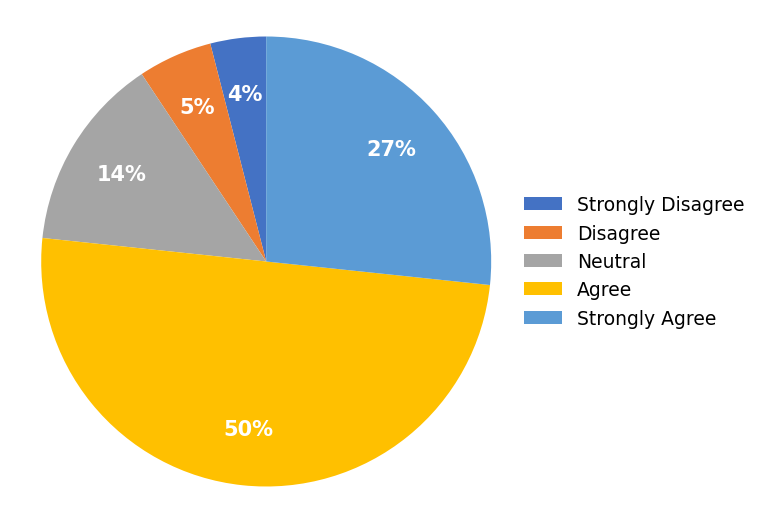 4%
5%
27%
14%
50%
Strongly Disagree
Disagree
Neutral
Agree
Strongly Agree